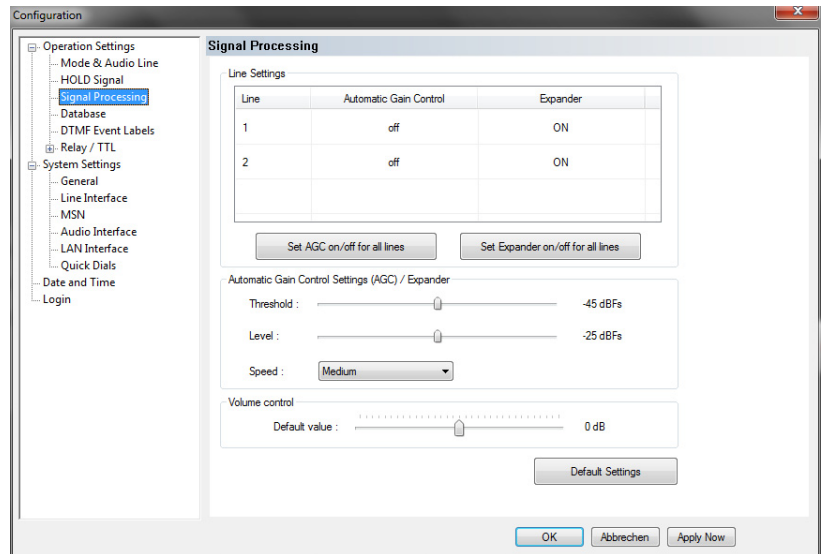 Configuration
Operation Settings
Mode & Audio Line
HOLD Signal
Signal Processing
Database
DTMF Event Labels
Relay / TTL
System Settings
General
Line Interface
MSN
Audio Interface
LAN Interface
Quick Dials
Date and Time
Login
Signal Processing
Line Settings
Line Automatic Gain Control Expander
1 off ON
2 off ON
Set AGC on/off for all lines Set Expander on/off for all lines
Automatic Gain Control Settings (AGC) / Expander
Threshold : -45 dBFs
Level : -25 dBFs
Speed : Medium
Volume control
Default value : 0 dB
Default Settings
OK Abbrechen Apply Now